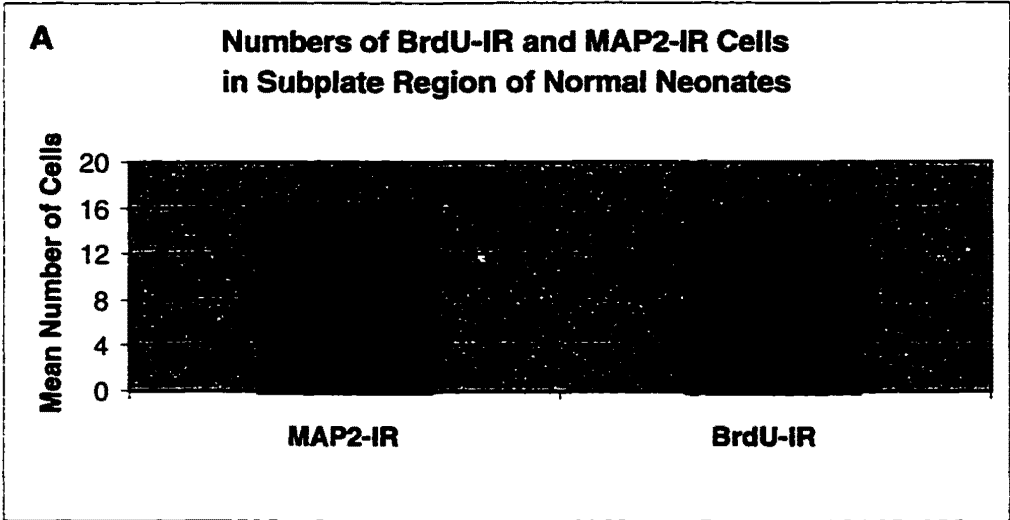 A
Numbers of BrdU-IR and MAP2-IR Cells
in Subplate Region of Normal Neonates
Mean Number of Cells
20
16
12
8
4
0
MAP2-IR
BrdU-IR